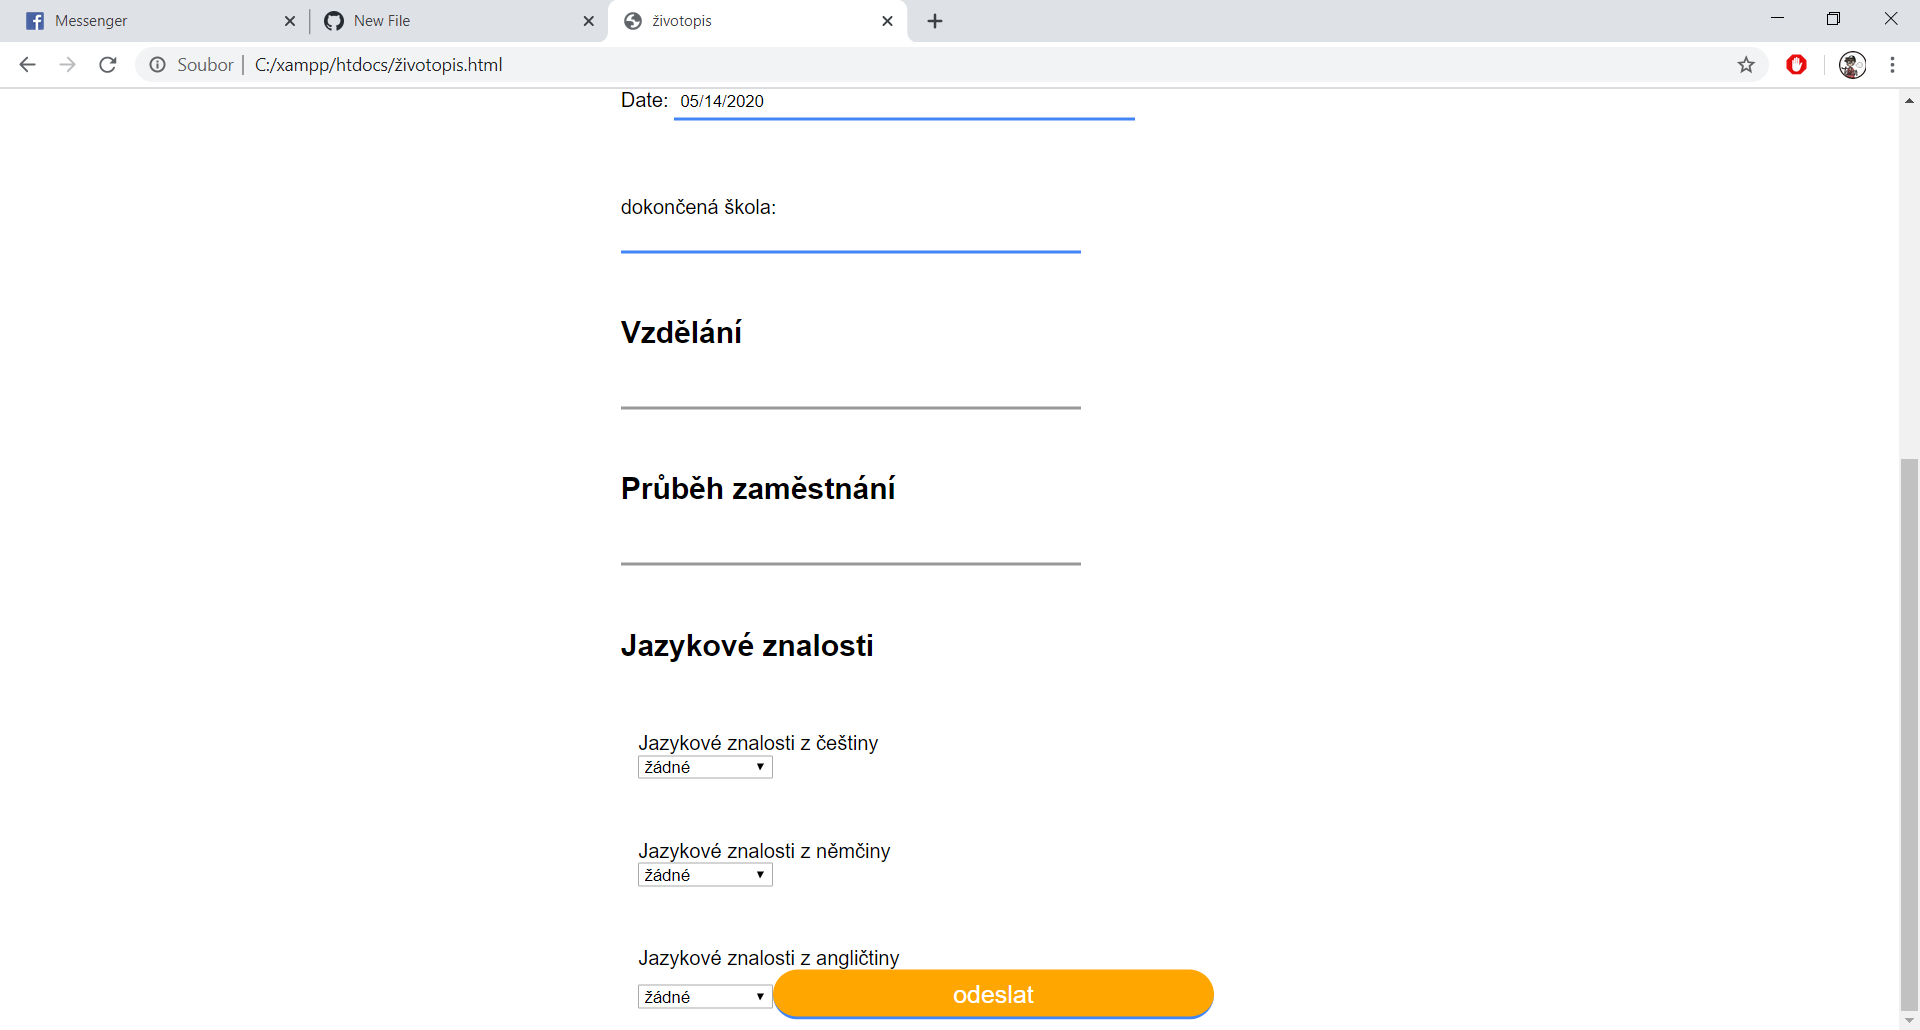 Messenger
New File
životopis
Soubor | C:/xampp/htdocs/životopis.html
Date: 05/14/2020
dokončená škola:
Vzdělání
Průběh zaměstnání
Jazykové znalosti
Jazykové znalosti z češtiny
žádné
Jazykové znalosti z němčiny
žádné
Jazykové znalosti z angličtiny
žádné
odeslat